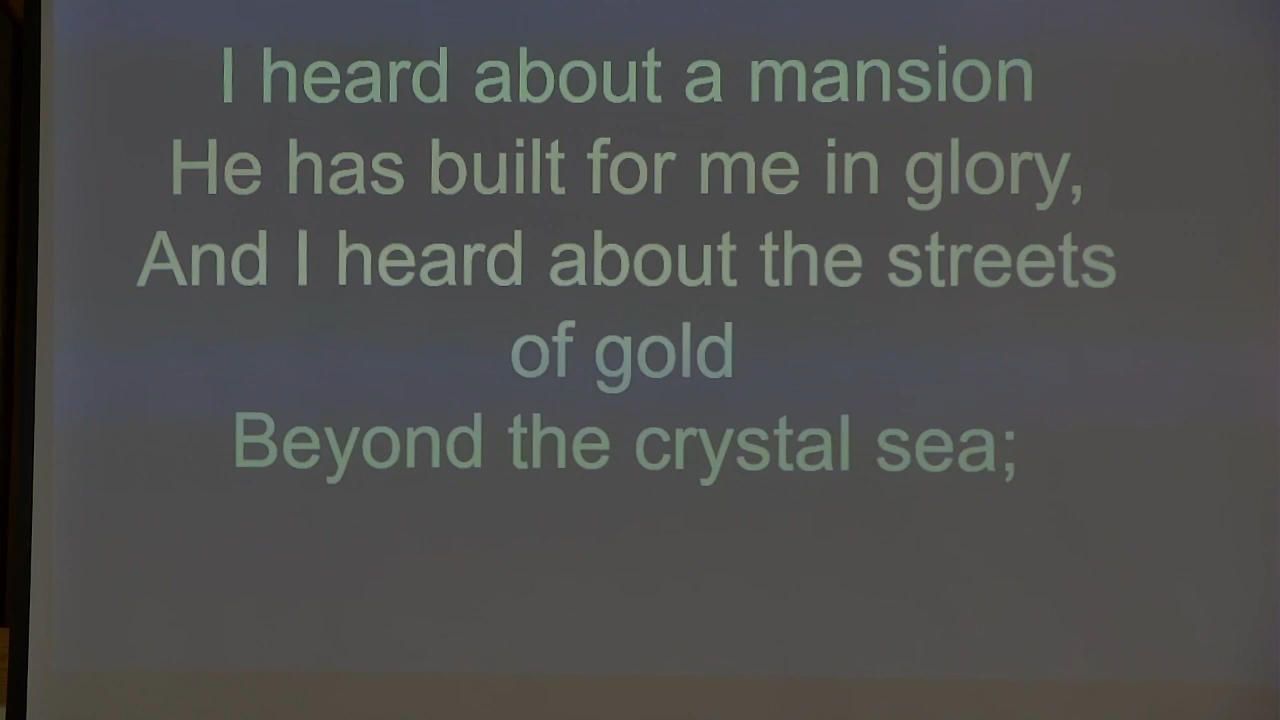 I heard about a mansion
He has built for me in glory,
And I heard about the streets
of gold
Beyond the crystal sea;